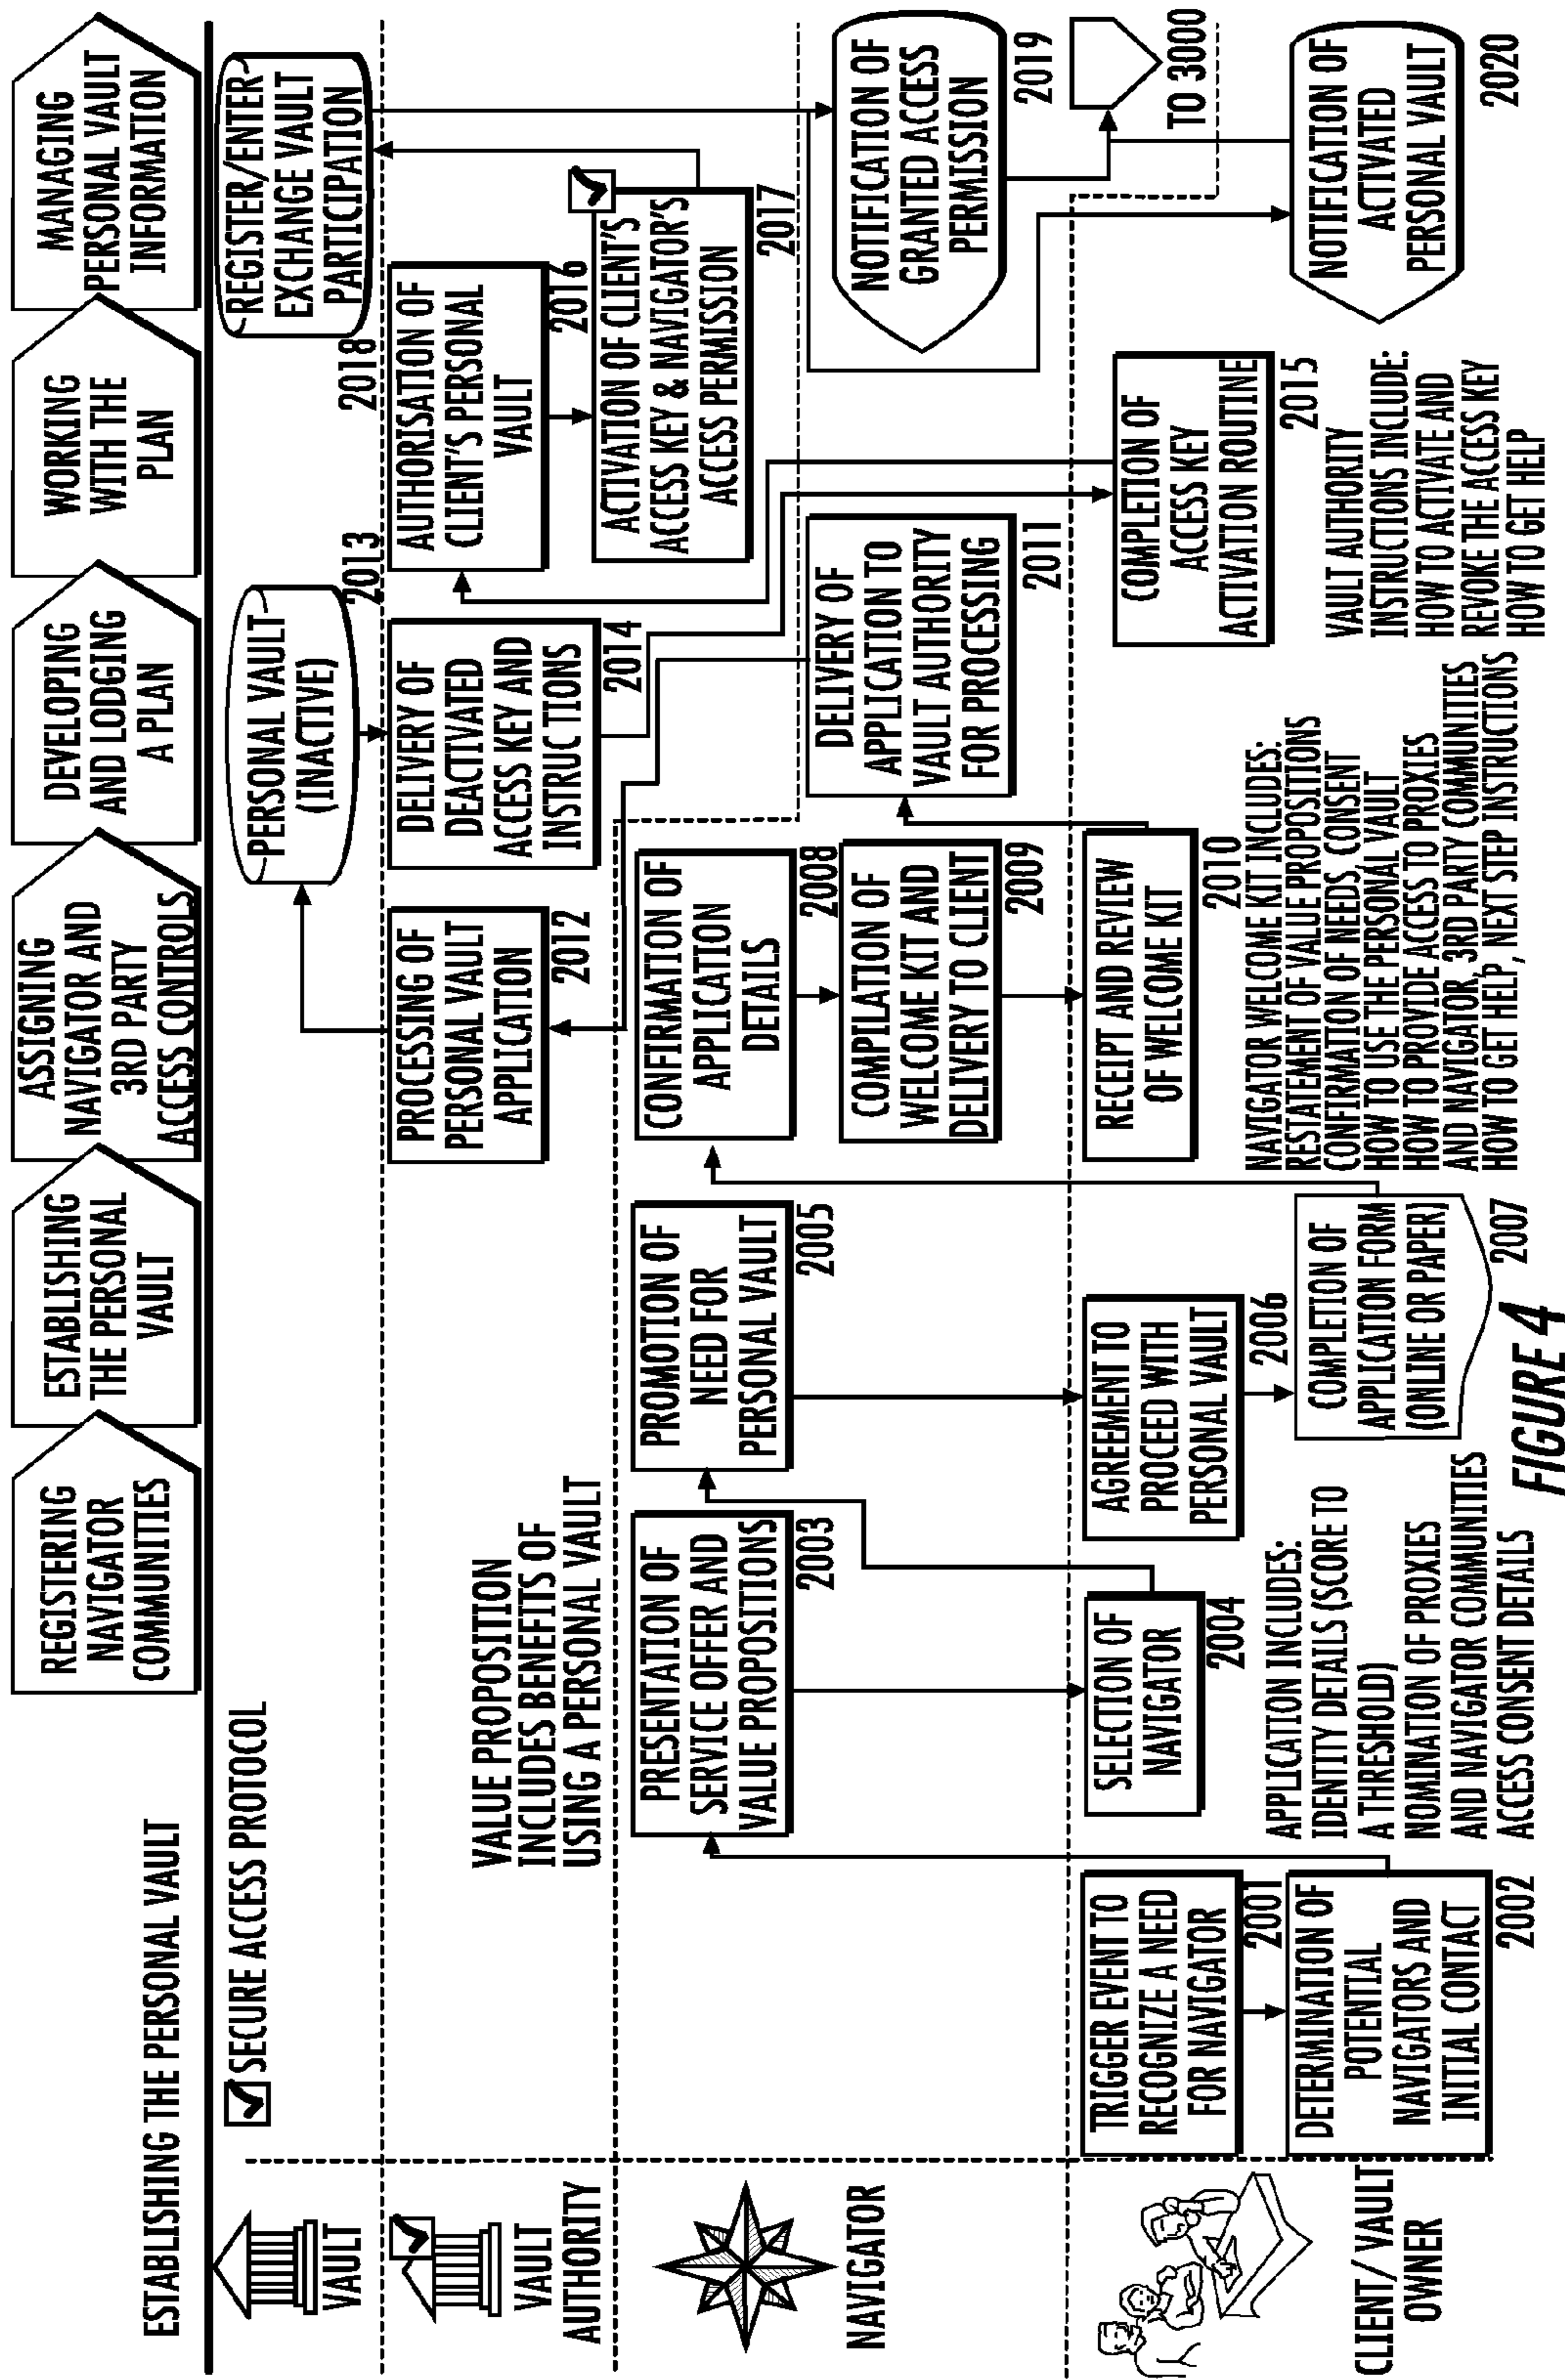 ESTABLISHING THE PERSONAL VAULT
REGISTERING
NAVIGATOR
COMMUNITIES
ESTABLISHING
THE PERSONAL
VAULT
ASSIGNING
NAVIGATOR AND
3RD PARTY
ACCESS CONTROLS
DEVELOPING
AND LODGING
A PLAN
WORKING
WITH THE
PLAN
MANAGING
PERSONAL VAULT
INFORMATION
SECURE ACCESS PROTOCOL
VAULT
PERSONAL VAULT
(INACTIVE)
2013
REGISTER/ENTER
EXCHANGE VAULT
PARTICIPATION
2018
VAULT
AUTHORITY
VALUE PROPOSITION
INCLUDES BENEFITS OF
USING A PERSONAL VAULT
PROCESSING OF
PERSONAL VAULT
APPLICATION
2012
DELIVERY OF
DEACTIVATED
ACCESS KEY AND
INSTRUC TIONS
2014
AUTHORISATION OF
CLIENT'S PERSONAL
VAULT
2016
ACTIVATION OF CLIENT'S
ACCESS KEY & NAVIGATOR'S
ACCESS PERMISSION
2017
NAVIGATOR
PRESENTATION OF
SERVICE OFFER AND
VALUE PROPOSITIONS
2003
PROMOTION OF
NEED FOR
PERSONAL VAULT
2005
CONFIRMATION OF
APPLICATION
DETAILS
2008
COMPILATION OF
WELCOME KIT AND
DELIVERY TO CLIENT
2009
DELIVERY OF
APPLICATION TO
VAULT AUTHORITY
FOR PROCESSING
2011
NOTIFICATION OF
GRANTED ACCESS
PERMISSION
2019
TO 3000
CLIENT/ VAULT
OWNER
TRIGGER EVENT TO
RECOGNIZE A NEED
FOR NAVIGATOR
2001
DETERMINATION OF
POTENTIAL
NAVIGATORS AND
INITIAL CONTACT
2002
SELECTION OF
NAVIGATOR
2004
APPLICATION INCLUDES:
IDENTITY DETAILS (SCORE TO
A THRESHOLD)
NOMINATION OF PROXIES
AND NAVIGATOR COMMUNITIES
ACCESS CONSENT DETAILS
AGREEMENT TO
PROCEED WITH
PERSONAL VAULT
2006
COMPLETION OF
APPLICATION FORM
(ONLINE OR PAPER)
2007
RECEIPT AND REVIEW
OF WELCOME KIT
2010
NAVIGATOR WELCOME KIT INCLUDES:
RESTATEMENT OF VALUE PROPOSITIONS
CONFIRMATION OF NEEDS, CONSENT
HOW TO USE THE PERSONAL VAULT
HOW TO PROVIDE ACCESS TO PROXIES
AND NAVIGATOR, 3RD PARTY COMMUNITIES
HOW TO GET HELP, NEXT STEP INSTRUCTIONS
COMPLETION OF
ACCESS KEY
ACTIVATION ROUTINE
2015
VAULT AUTHORITY
INSTRUCTIONS INCLUDE:
HOW TO ACTIVATE AND
REVOKE THE ACCESS KEY
HOW TO GET HELP
NOTIFICATION OF
ACTIVATED
PERSONAL VAULT
2020
FIGURE 4